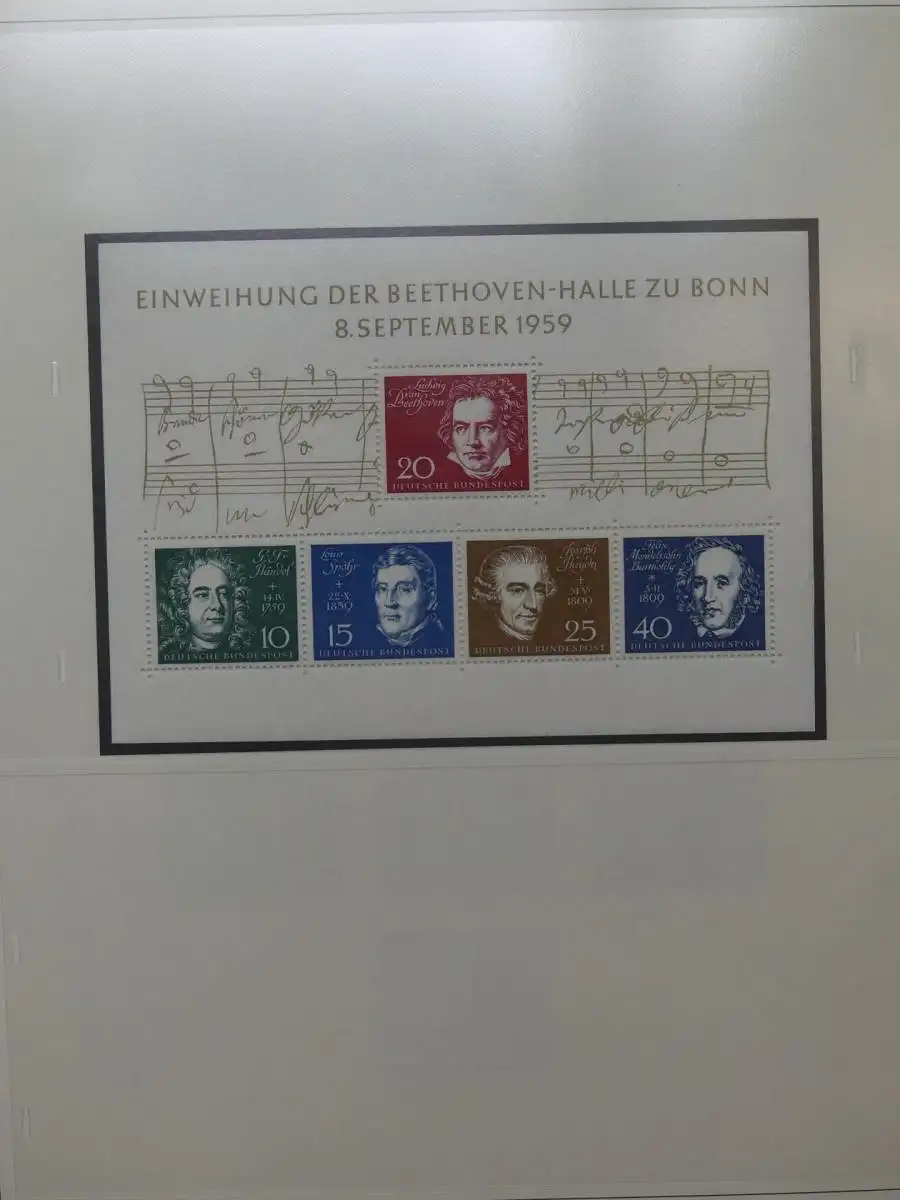 EINWEIHUNG DER BEETHOVEN-HALLE ZU BONN
8. SEPTEMBER 1959
Ludwig
van
Beethoven
20
DEUTSCHE BUNDESPOST
G. Fr.
Händel
+
14·IV·
1759
10
DEUTSCHE BUNDESPOST
Louis
Spohr
+
22·X·
1859
15
DEUTSCHE BUNDESPOST
Joseph
Haydn
+
31·V·
1809
25
DEUTSCHE BUNDESPOST
Felix
Mendelssohn
Bartholdy
*
3·II·
1809
40
DEUTSCHE BUNDESPOST